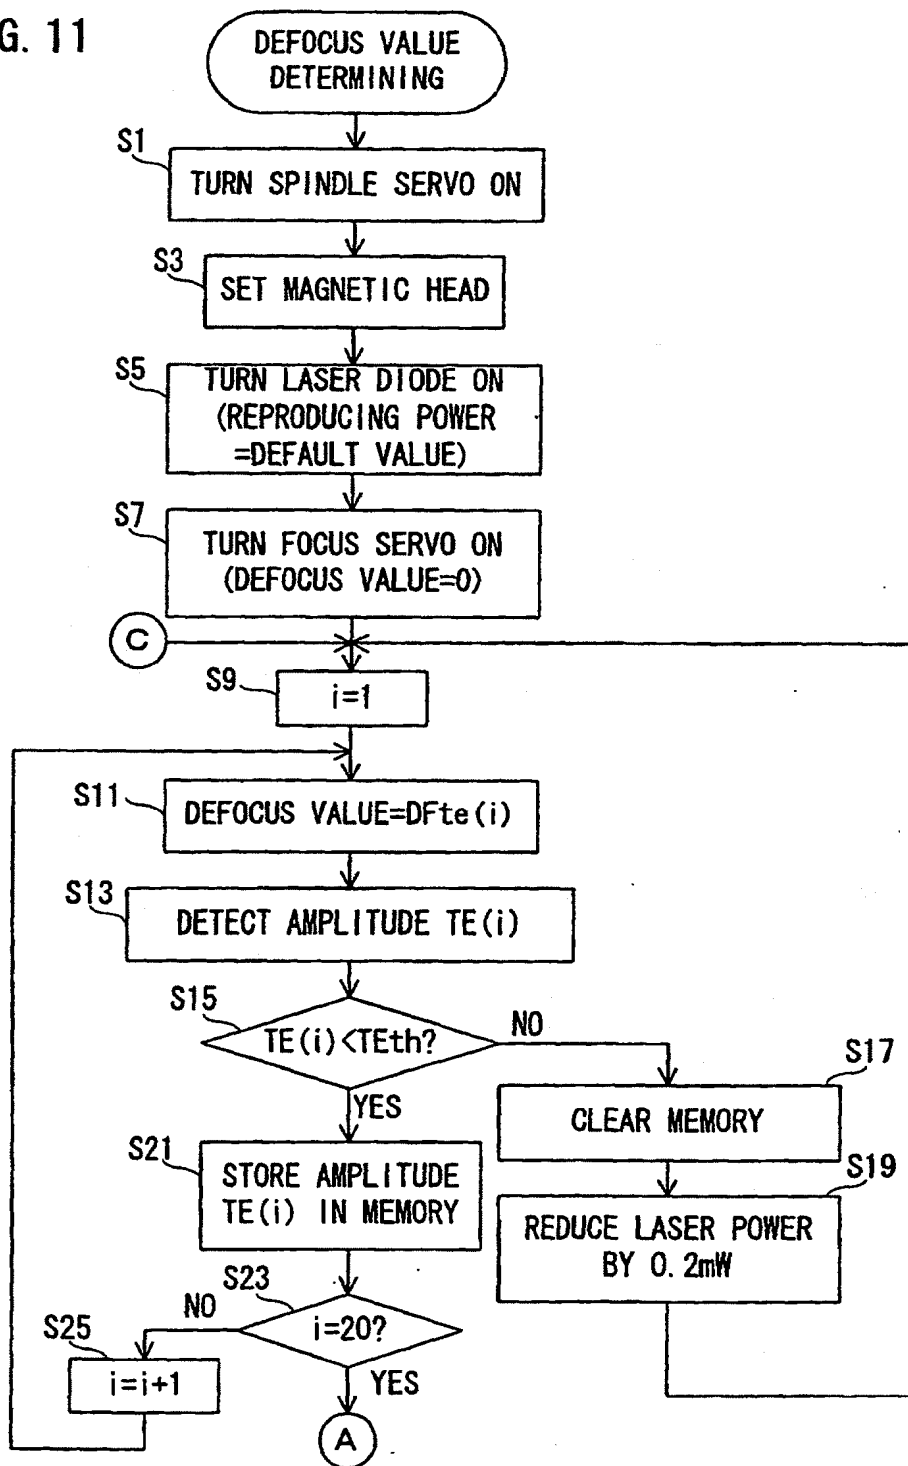 G. 11
DEFOCUS VALUE
DETERMINING
S1
TURN SPINDLE SERVO ON
S3
SET MAGNETIC HEAD
S5
TURN LASER DIODE ON
(REPRODUCING POWER
=DEFAULT VALUE)
S7
TURN FOCUS SERVO ON
(DEFOCUS VALUE=0)
C
S9
i=1
S11
DEFOCUS VALUE=DFte(i)
S13
DETECT AMPLITUDE TE(i)
S15
TE(i)<TEth?
NO
YES
S17
CLEAR MEMORY
S19
REDUCE LASER POWER
BY 0.2mW
S21
STORE AMPLITUDE
TE(i) IN MEMORY
S23
i=20?
NO
YES
S25
i=i+1
A